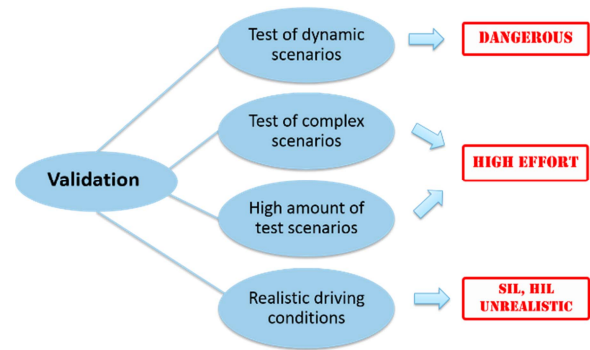 Test of dynamic
scenarios
DANGEROUS
Test of complex
scenarios
HIGH EFFORT
Validation
High amount of
test scenarios
Realistic driving
conditions
SIL, HIL
UNREALISTIC